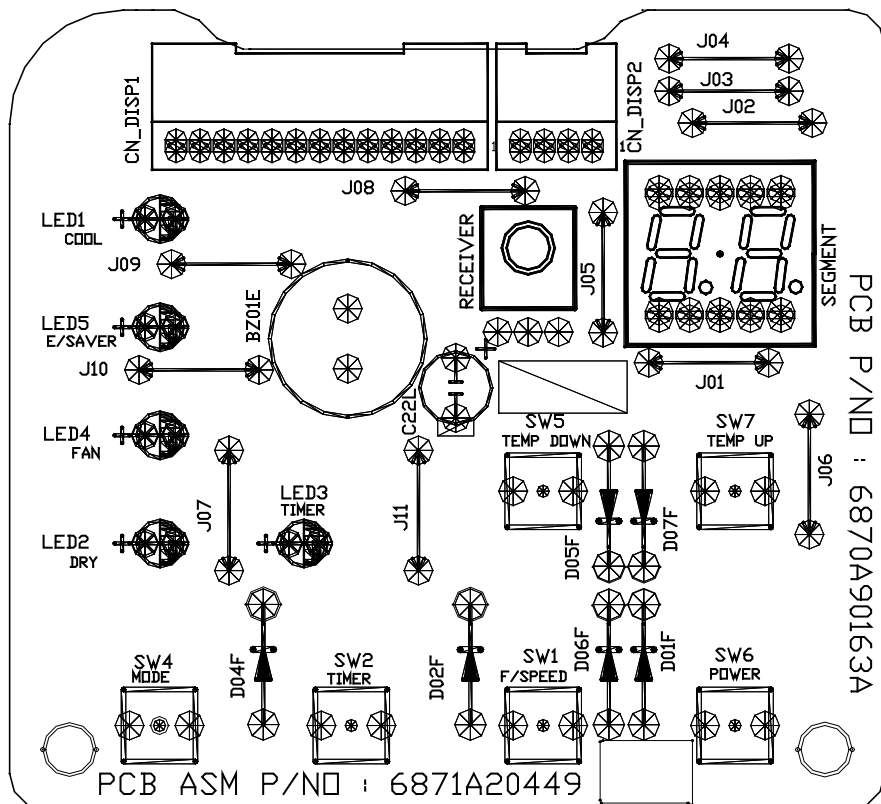 J04
J03
J02
CN_DISP1
CN_DISP2
1
1
J08
LED1
COOL
J09
RECEIVER
J05
SEGMENT
LED5
E/SAVER
BZ01E
J10
J01
C22L
SW5
TEMP DOWN
SW7
TEMP UP
J06
LED4
FAN
J07
LED3
TIMER
J11
D05F
D07F
LED2
DRY
D04F
D02F
D06F
D01F
SW4
MODE
SW2
TIMER
SW1
F/SPEED
SW6
POWER
PCB P/NO : 6870A90163A
PCB ASM P/NO : 6871A20449